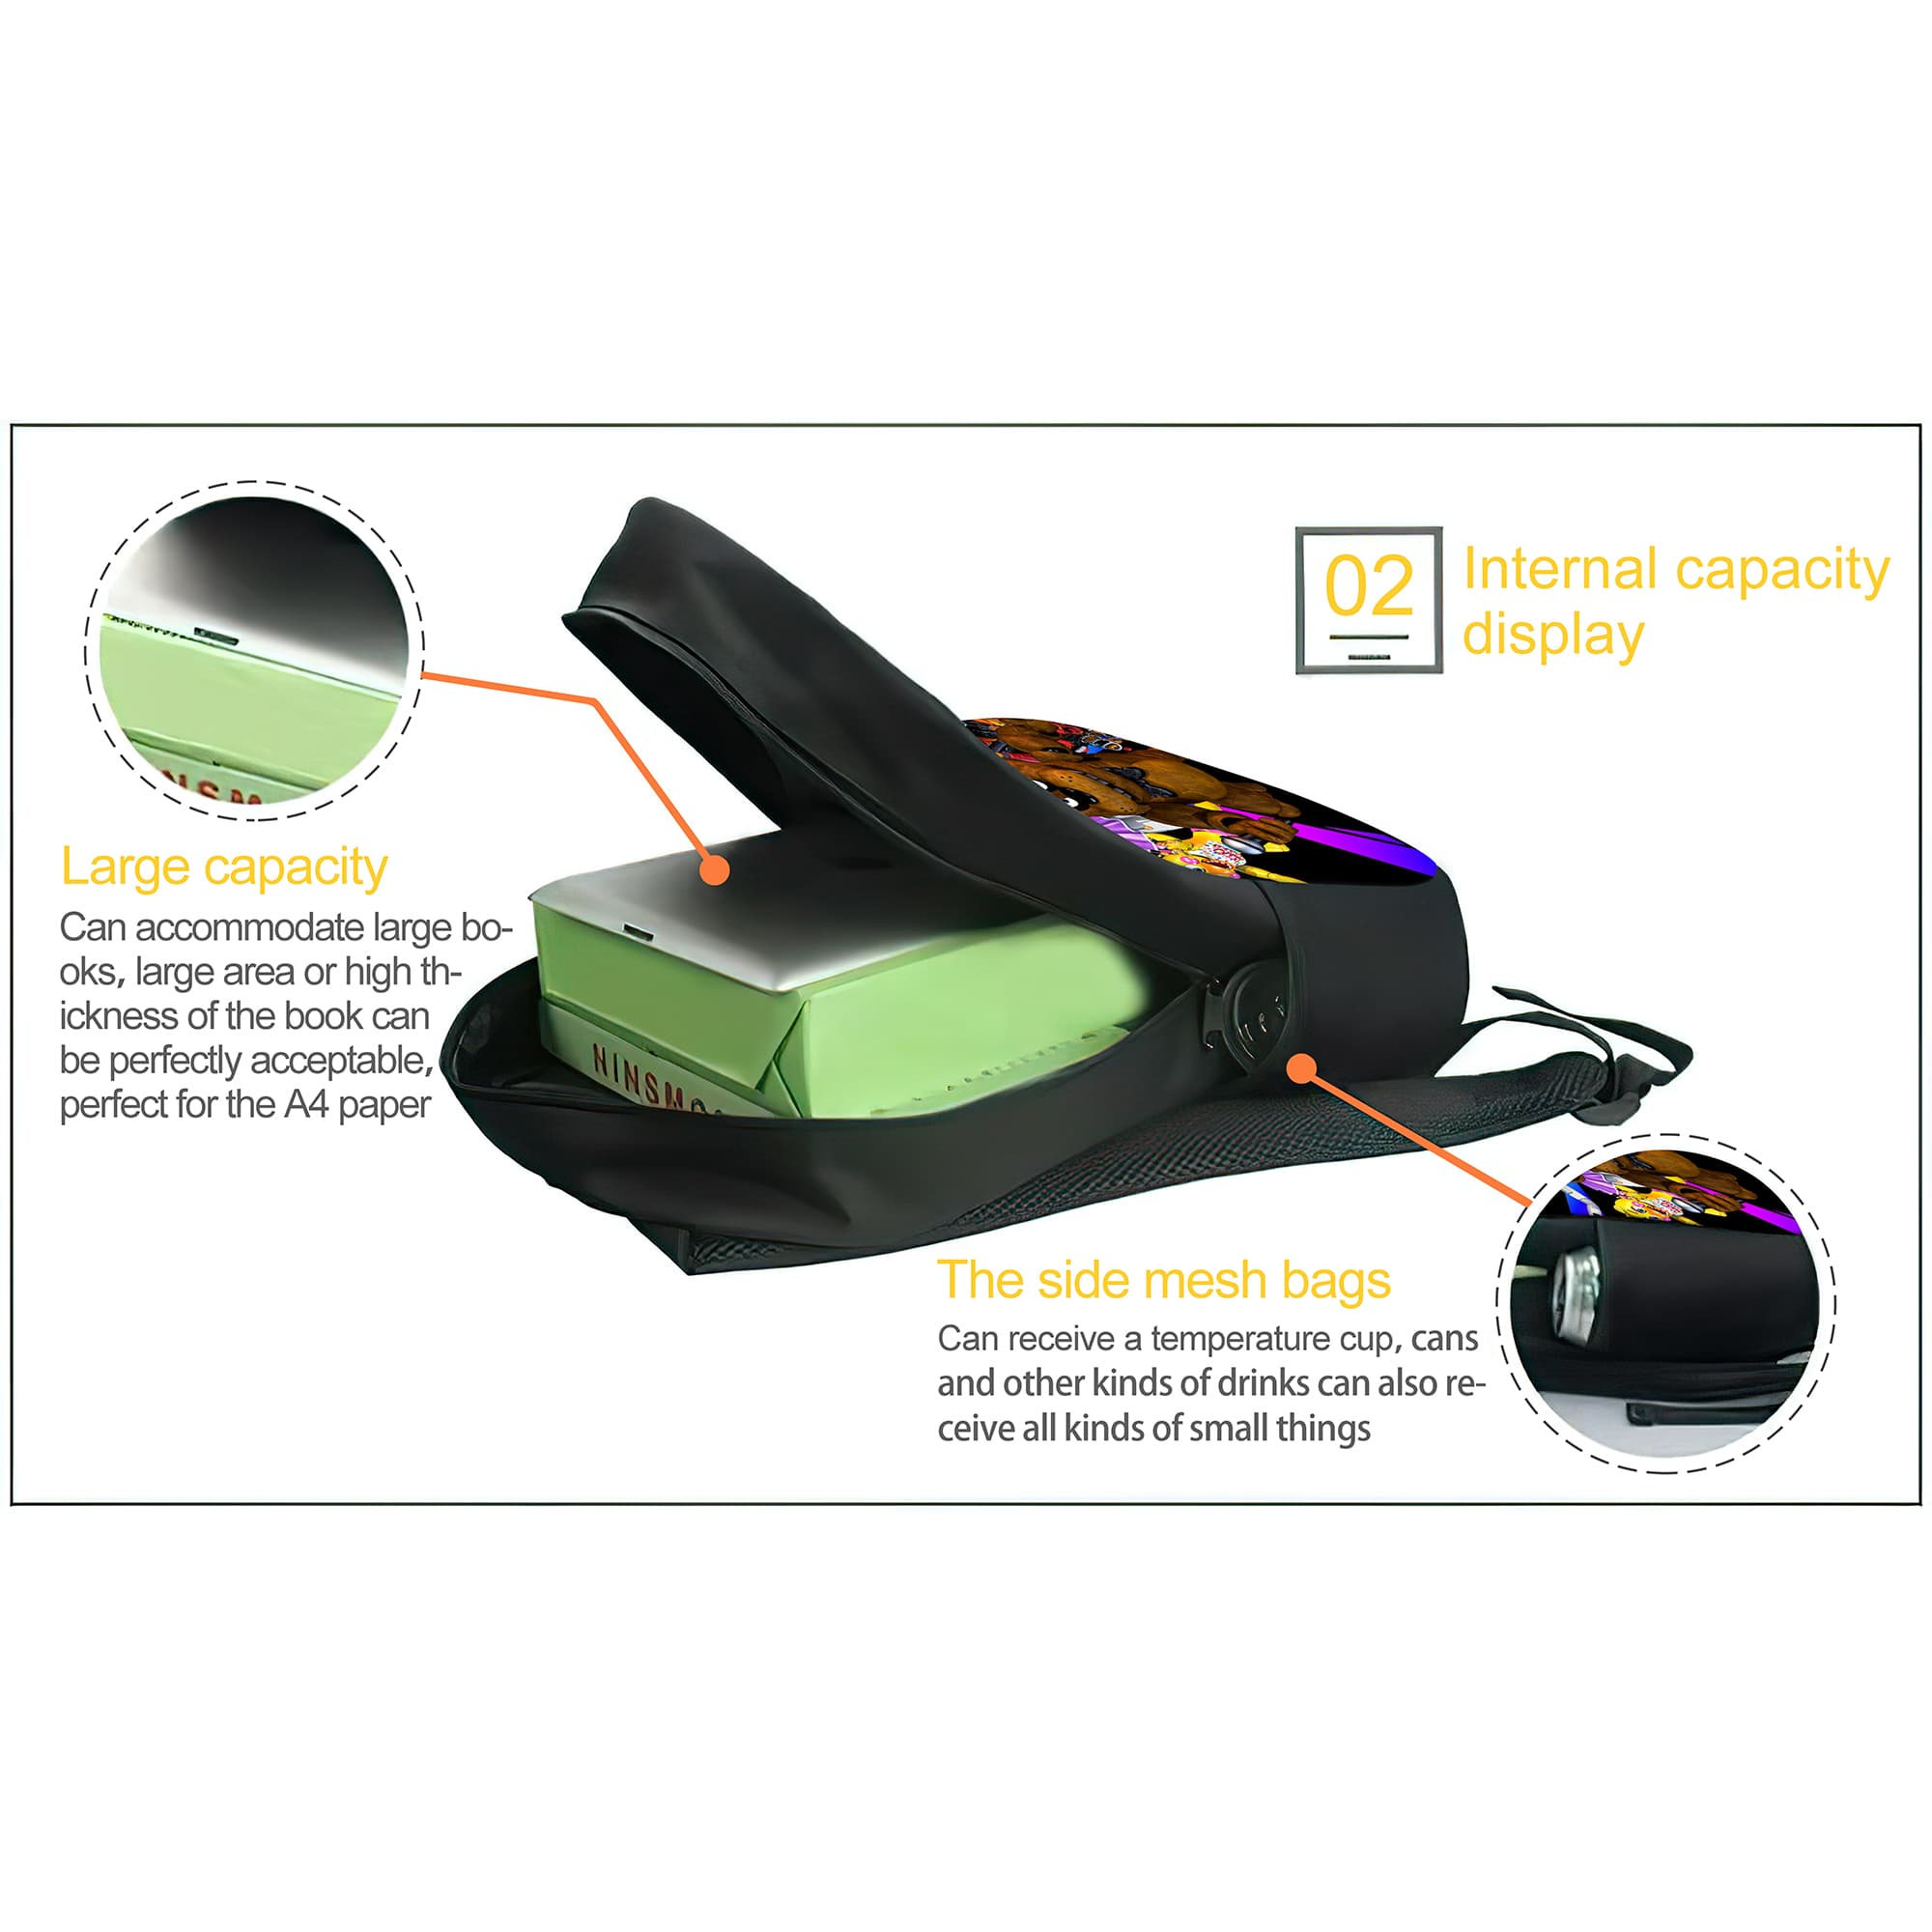 02
Internal capacity
display
Large capacity
Can accommodate large bo-
oks, large area or high th-
ickness of the book can
be perfectly acceptable,
perfect for the A4 paper
The side mesh bags
Can receive a temperature cup, cans
and other kinds of drinks can also re-
ceive all kinds of small things